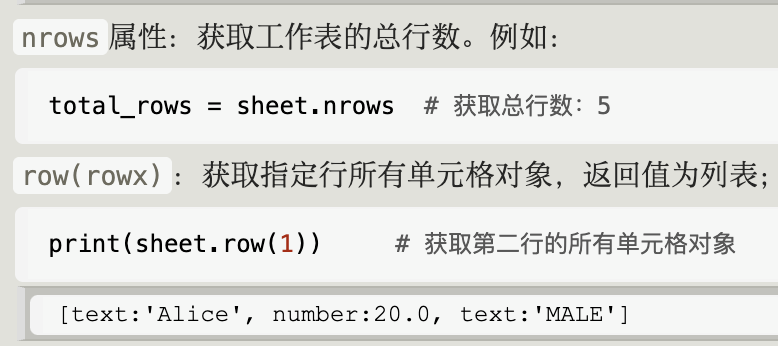 nrows属性：获取工作表的总行数。例如：
total_rows = sheet.nrows  # 获取总行数：5
row(rowx)：获取指定行所有单元格对象，返回值为列表；
print(sheet.row(1))     # 获取第二行的所有单元格对象
[text:'Alice', number:20.0, text:'MALE']